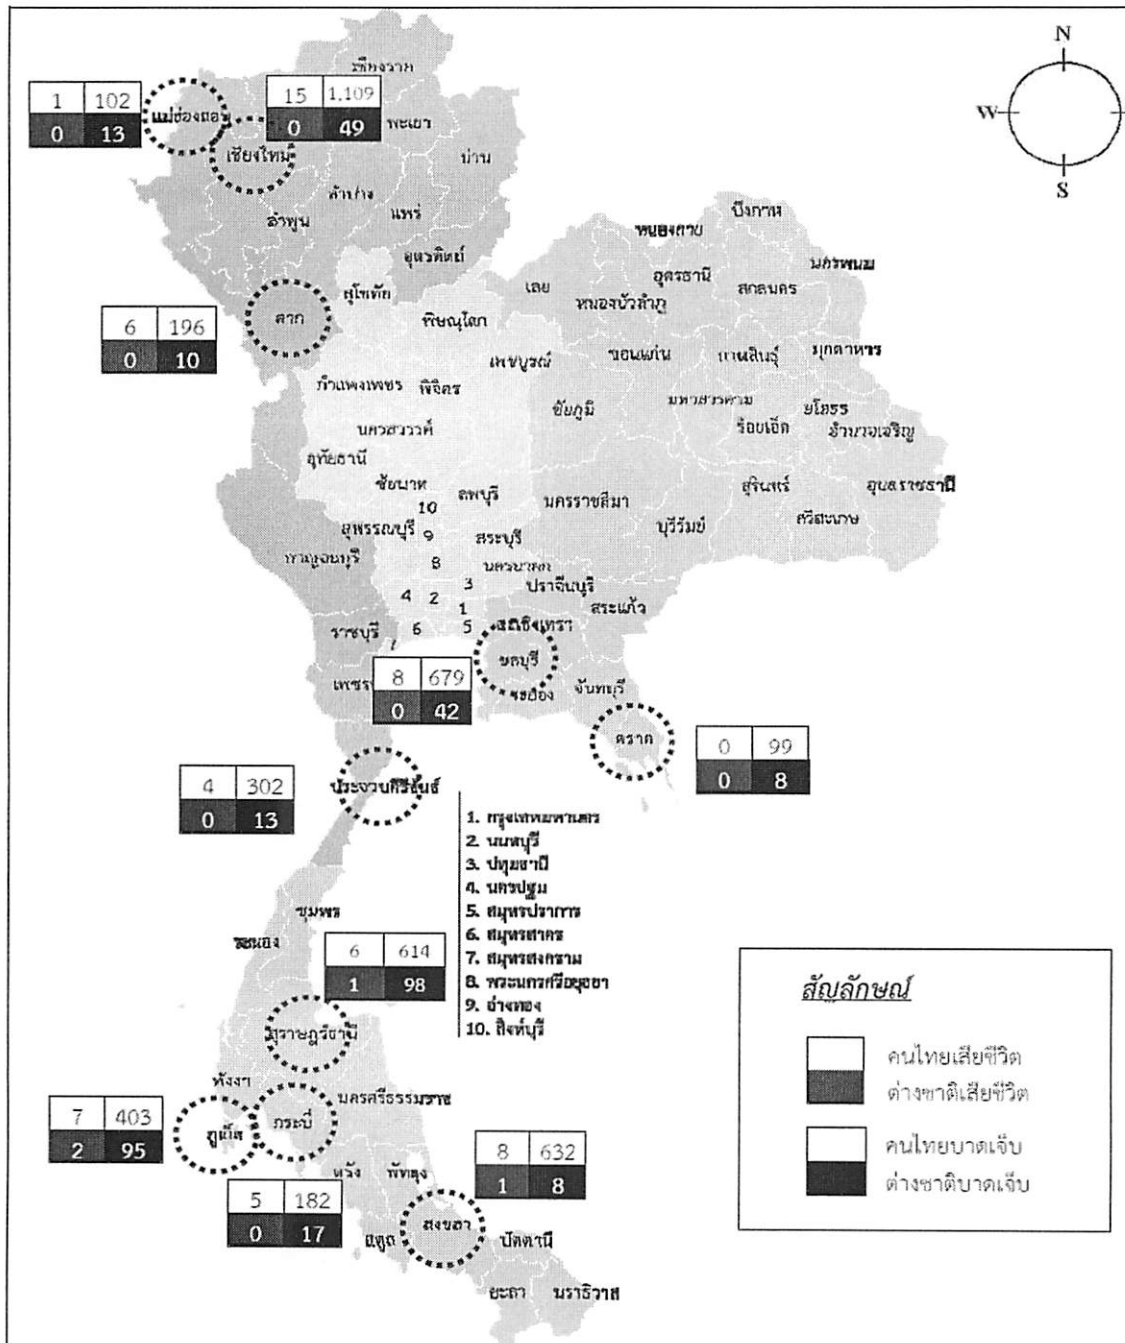 N
W
S
เชียงราย
1 102
0 13
แม่ฮ่องสอน
15 1,109
0 49
พะเยา
เชียงใหม่
น่าน
ลำปาง
ลำพูน
แพร่
อุตรดิตถ์
บึงกาฬ
หนองคาย
นครพนม
เลย
อุดรธานี
สกลนคร
หนองบัวลำภู
สุโขทัย
ตาก
6 196
0 10
พิษณุโลก
เพชรบูรณ์
ขอนแก่น
กาฬสินธุ์
มุกดาหาร
กำแพงเพชร
พิจิตร
ชัยภูมิ
มหาสารคาม
ยโสธร
ร้อยเอ็ด
อำนาจเจริญ
นครสวรรค์
อุทัยธานี
ชัยนาท
ลพบุรี
นครราชสีมา
สุรินทร์
อุบลราชธานี
10
สุพรรณบุรี
9
สระบุรี
บุรีรัมย์
ศรีสะเกษ
กาญจนบุรี
8
นครนายก
ปราจีนบุรี
3
4
2
1
สระแก้ว
ราชบุรี
6
5
ฉะเชิงเทรา
7
ชลบุรี
8 679
0 42
ระยอง
จันทบุรี
ตราด
0 99
0 8
ประจวบคีรีขันธ์
4 302
0 13
1. กรุงเทพมหานคร
2. นนทบุรี
3. ปทุมธานี
4. นครปฐม
5. สมุทรปราการ
6. สมุทรสาคร
7. สมุทรสงคราม
8. พระนครศรีอยุธยา
9. อ่างทอง
10. สิงห์บุรี
ชุมพร
ระนอง
6 614
1 98
สุราษฎร์ธานี
พังงา
นครศรีธรรมราช
7 403
2 95
ภูเก็ต
กระบี่
5 182
0 17
ตรัง
พัทลุง
8 632
1 8
สตูล
สงขลา
ปัตตานี
ยะลา
นราธิวาส
สัญลักษณ์
คนไทยเสียชีวิต
ต่างชาติเสียชีวิต
คนไทยบาดเจ็บ
ต่างชาติบาดเจ็บ